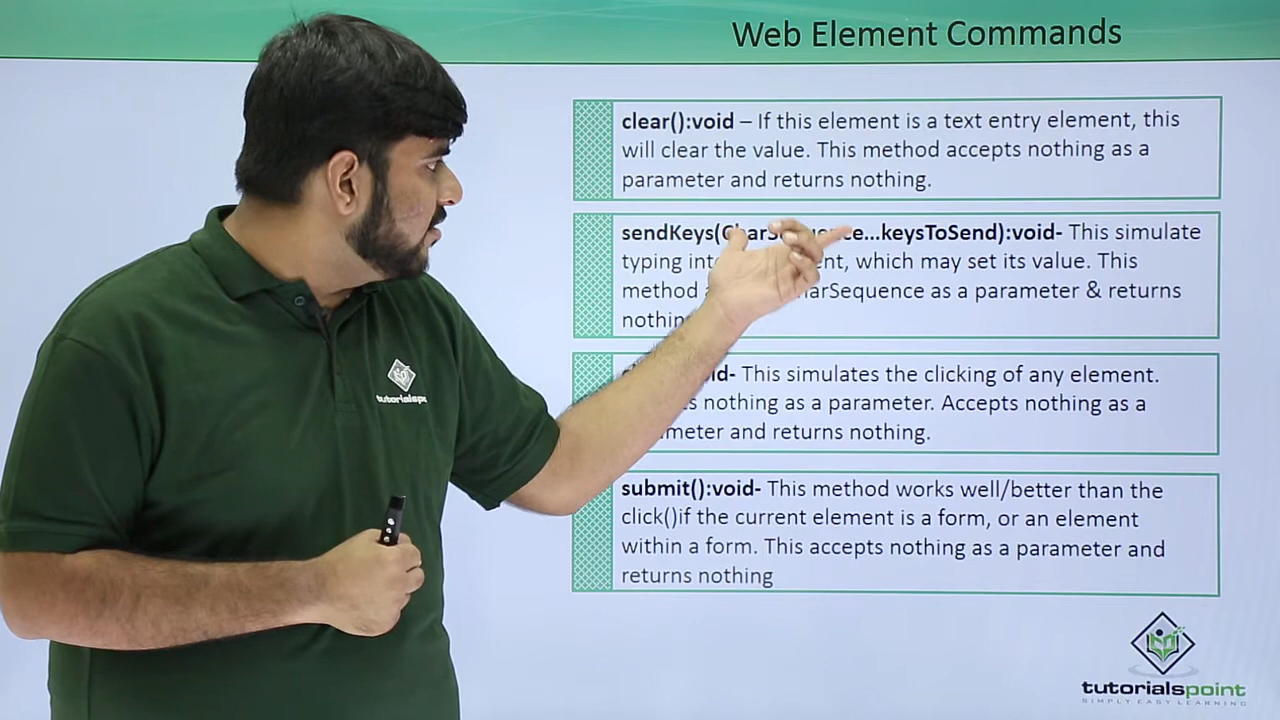 Web Element Commands
clear():void – If this element is a text entry element, this
will clear the value. This method accepts nothing as a
parameter and returns nothing.
keysToSend):void- This simulate
typing which may set its value. This
method as a parameter & returns
This simulates the clicking of any element.
nothing as a parameter. Accepts nothing as a
and returns nothing.
submit():void- This method works well/better than the
click()if the current element is a form, or an element
within a form. This accepts nothing as a parameter and
returns nothing
tutorialspoint
SIMPLY EASY LEARNING